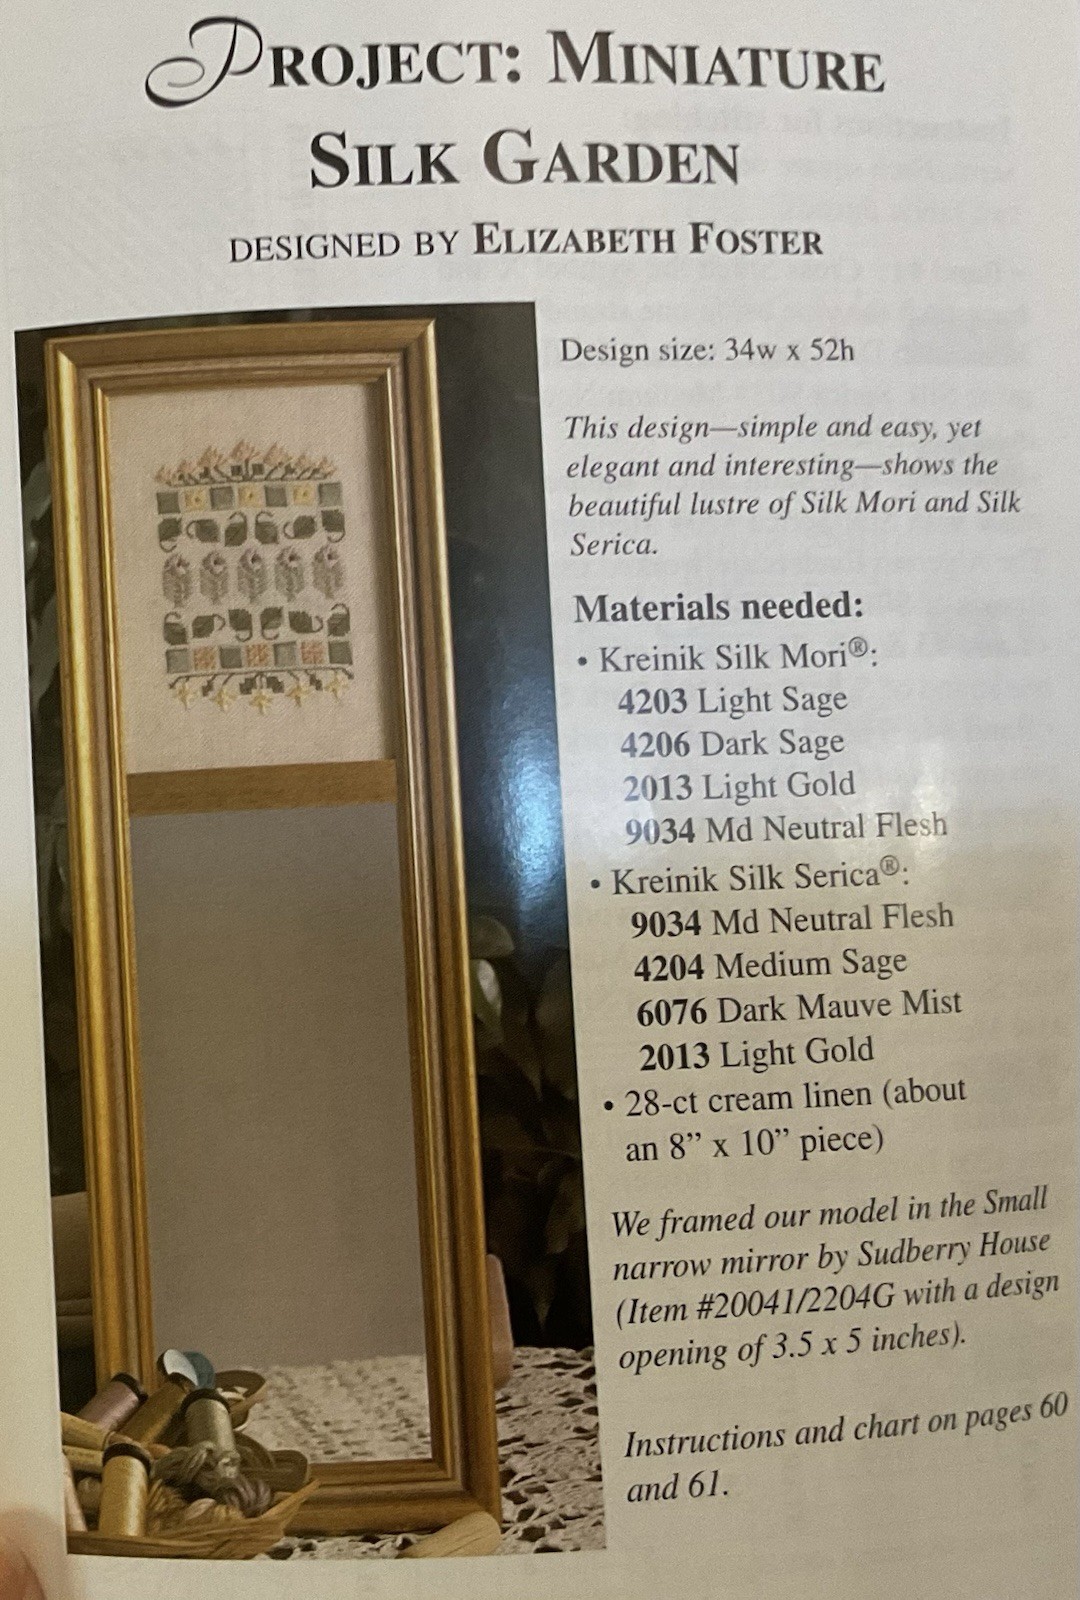 PROJECT: MINIATURE
SILK GARDEN
DESIGNED BY ELIZABETH FOSTER
Design size: 34w x 52h
This design—simple and easy, yet
elegant and interesting—shows the
beautiful lustre of Silk Mori and Silk
Serica.
Materials needed:
• Kreinik Silk Mori®:
4203 Light Sage
4206 Dark Sage
2013 Light Gold
9034 Md Neutral Flesh
• Kreinik Silk Serica®:
9034 Md Neutral Flesh
4204 Medium Sage
6076 Dark Mauve Mist
2013 Light Gold
• 28-ct cream linen (about
an 8” x 10” piece)
We framed our model in the Small
narrow mirror by Sudberry House
(Item #20041/2204G with a design
opening of 3.5 x 5 inches).
Instructions and chart on pages 60
and 61.